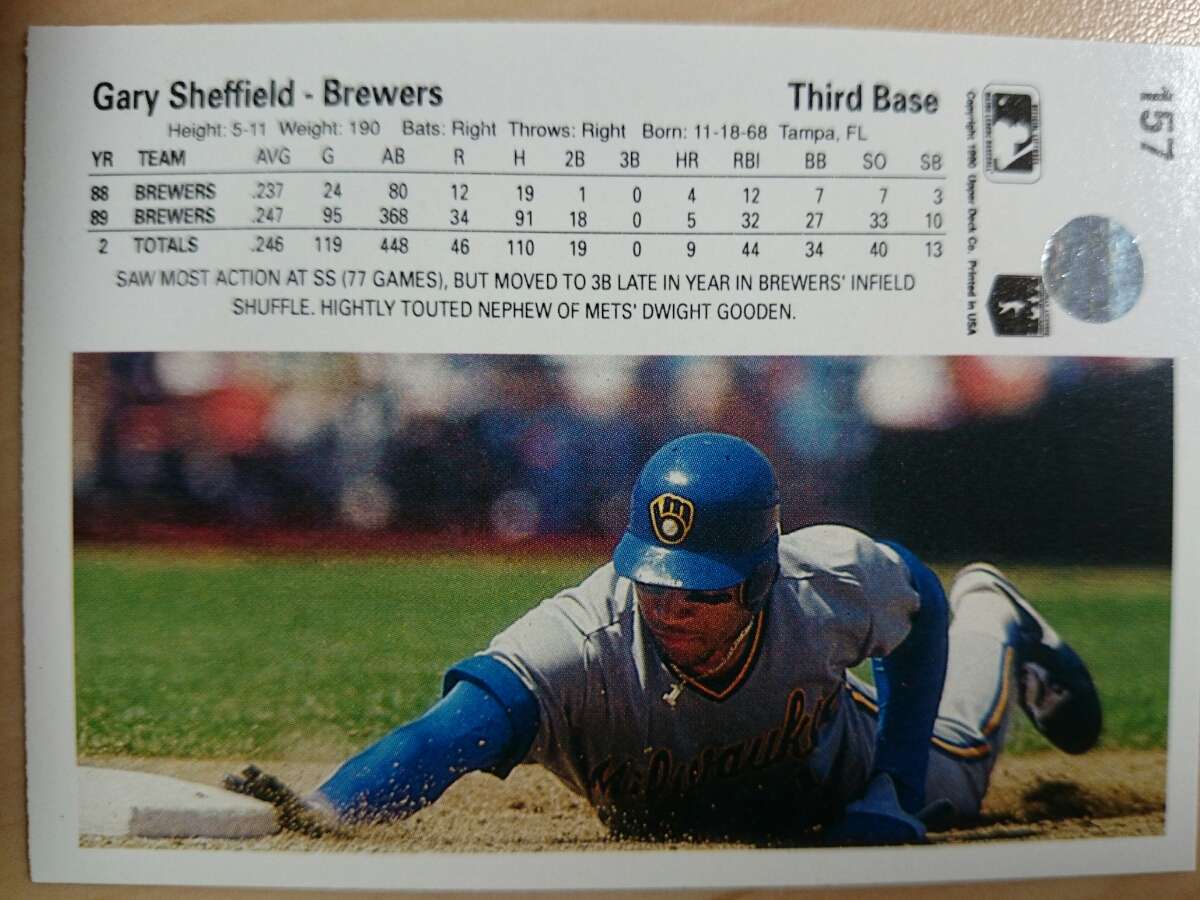 Gary Sheffield - Brewers Third Base
Height: 5-11 Weight: 190 Bats: Right Throws: Right Born: 11-18-68 Tampa, FL
YR TEAM AVG G AB R H 2B 3B HR RBI BB SO SB
88 BREWERS .237 24 80 12 19 1 0 4 12 7 7 3
89 BREWERS .247 95 368 34 91 18 0 5 32 27 33 10
2 TOTALS .246 119 448 46 110 19 0 9 44 34 40 13
SAW MOST ACTION AT SS (77 GAMES), BUT MOVED TO 3B LATE IN YEAR IN BREWERS' INFIELD
SHUFFLE. HIGHTLY TOUTED NEPHEW OF METS' DWIGHT GOODEN.
Copyright 1990 Upper Deck Co. Printed in USA
157
Milwaukee